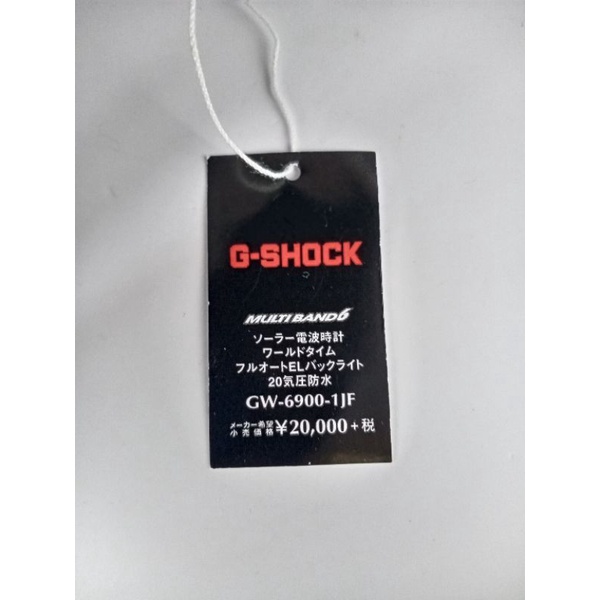 G-SHOCK
MULTI BAND 6
ソーラー電波時計
ワールドタイム
フルオートELバックライト
20気圧防水
GW-6900-1JF
メーカー希望小売価格 ¥20,000+税